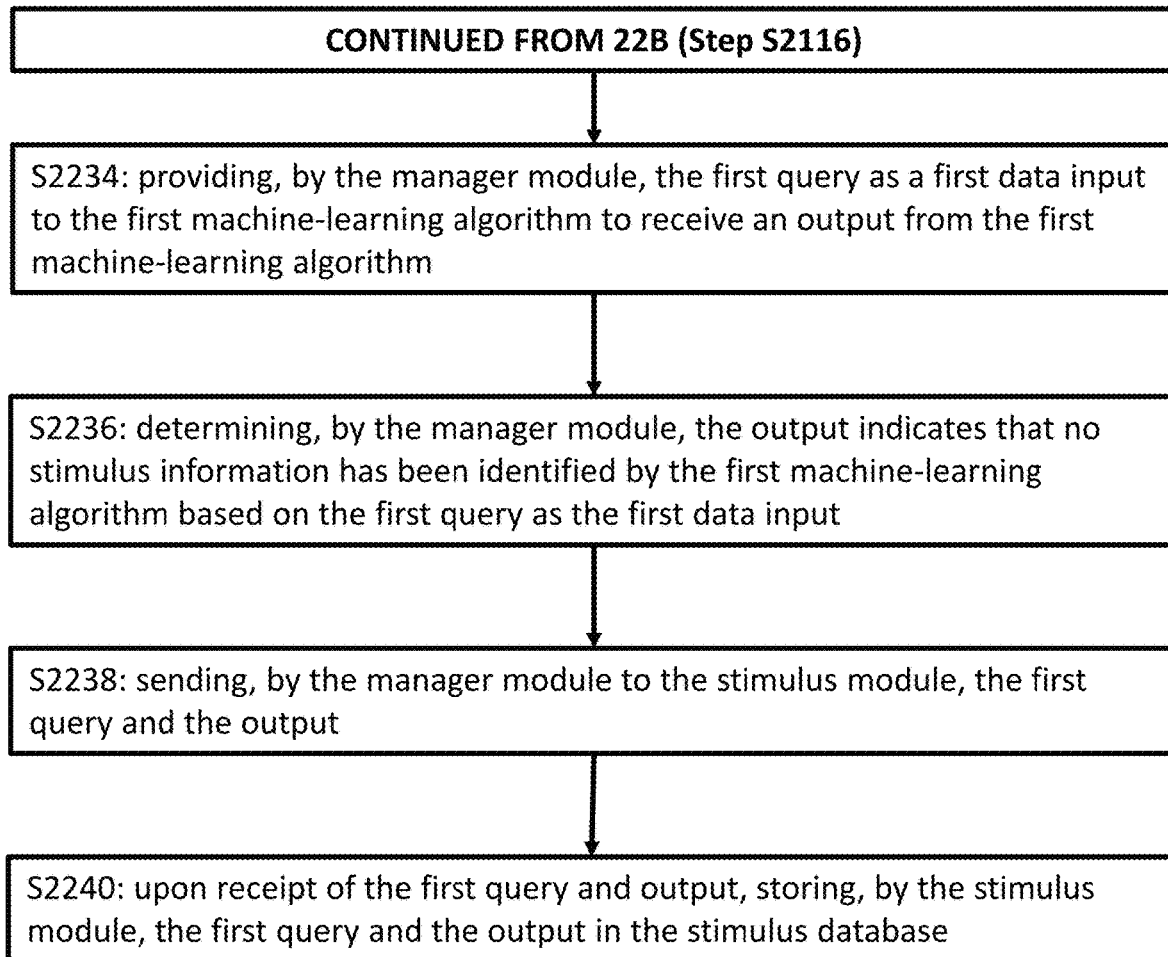 CONTINUED FROM 22B (Step S2116)
S2234: providing, by the manager module, the first query as a first data input
to the first machine-learning algorithm to receive an output from the first
machine-learning algorithm
S2236: determining, by the manager module, the output indicates that no
stimulus information has been identified by the first machine-learning
algorithm based on the first query as the first data input
S2238: sending, by the manager module to the stimulus module, the first
query and the output
S2240: upon receipt of the first query and output, storing, by the stimulus
module, the first query and the output in the stimulus database